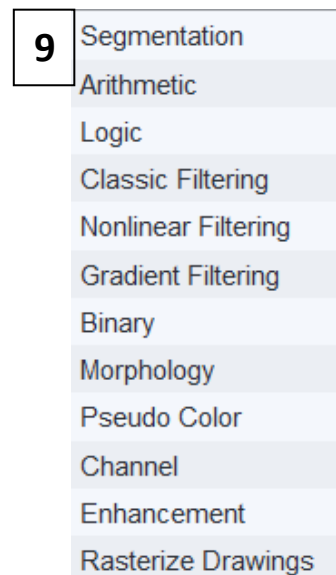 9
Segmentation
Arithmetic
Logic
Classic Filtering
Nonlinear Filtering
Gradient Filtering
Binary
Morphology
Pseudo Color
Channel
Enhancement
Rasterize Drawings